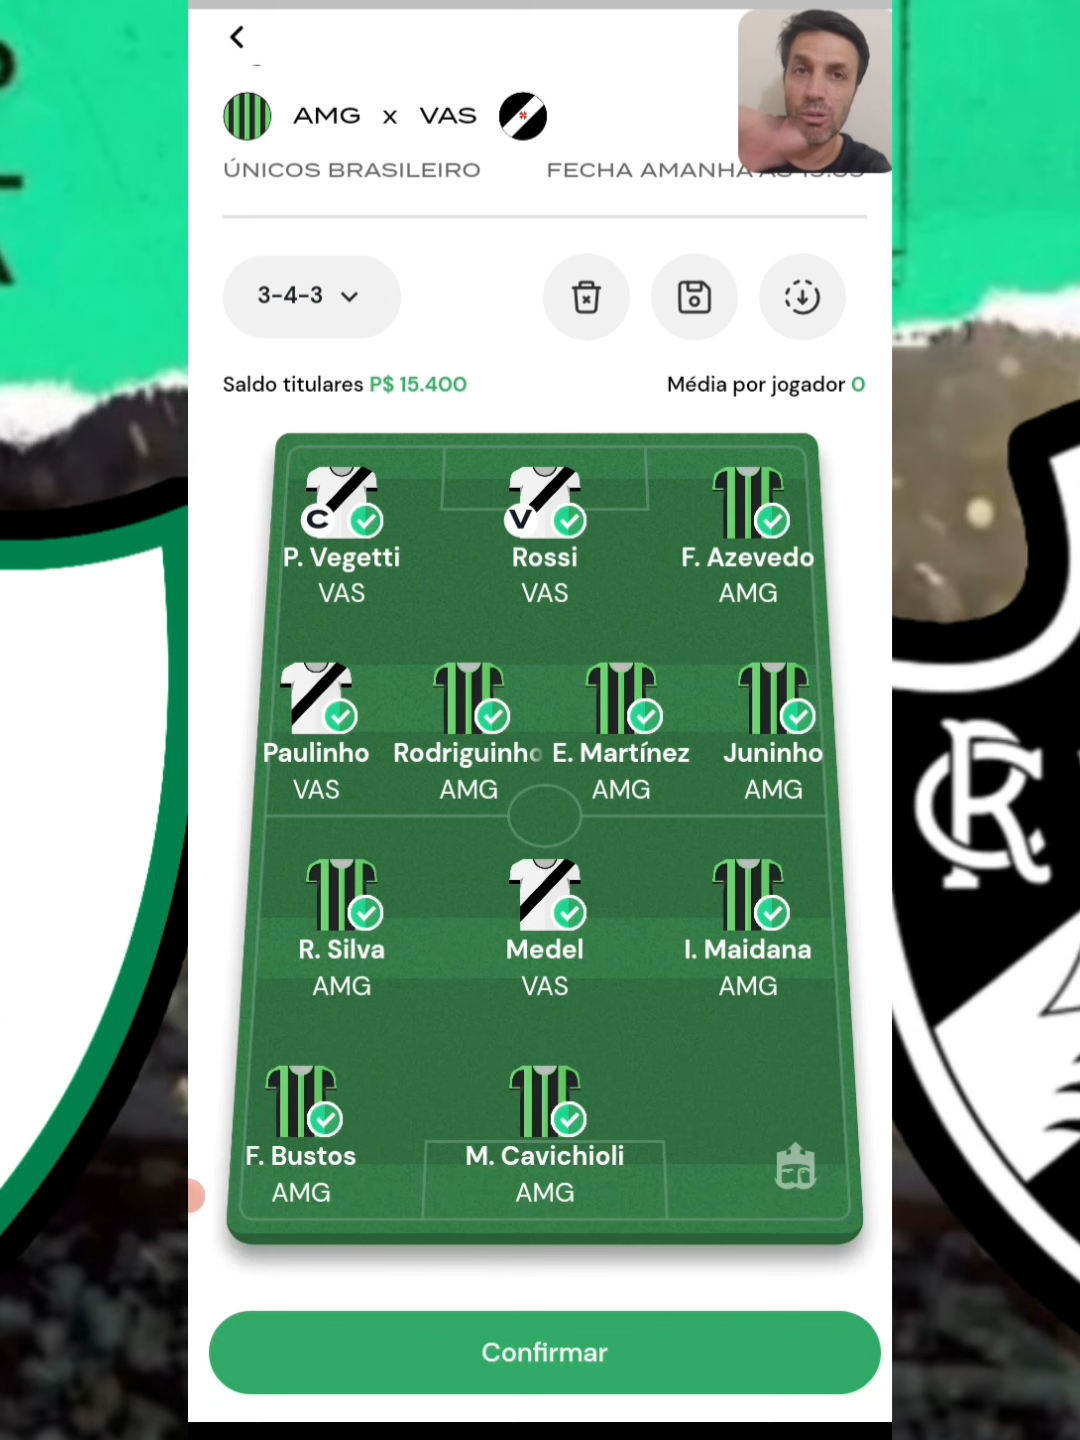 AMG x VAS
ÚNICOS BRASILEIRO
FECHA AMANHÃ ÀS
3-4-3
Saldo titulares P$ 15.400
Média por jogador 0
C
V
P. Vegetti
Rossi
F. Azevedo
VAS
VAS
AMG
Paulinho
Rodriguinho
E. Martínez
Juninho
VAS
AMG
AMG
AMG
R. Silva
Medel
I. Maidana
AMG
VAS
AMG
F. Bustos
M. Cavichioli
AMG
AMG
Confirmar